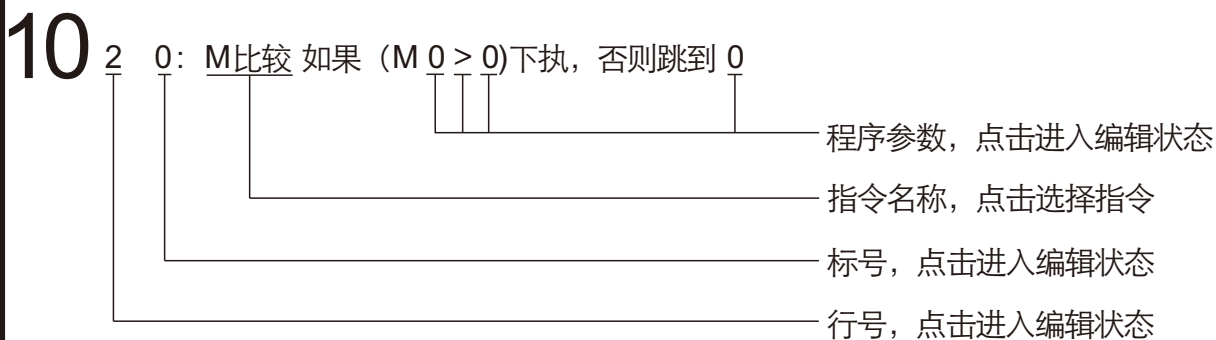 10
2 0: M比较 如果（M 0 > 0)下执，否则跳到 0
程序参数，点击进入编辑状态
指令名称，点击选择指令
标号，点击进入编辑状态
行号，点击进入编辑状态